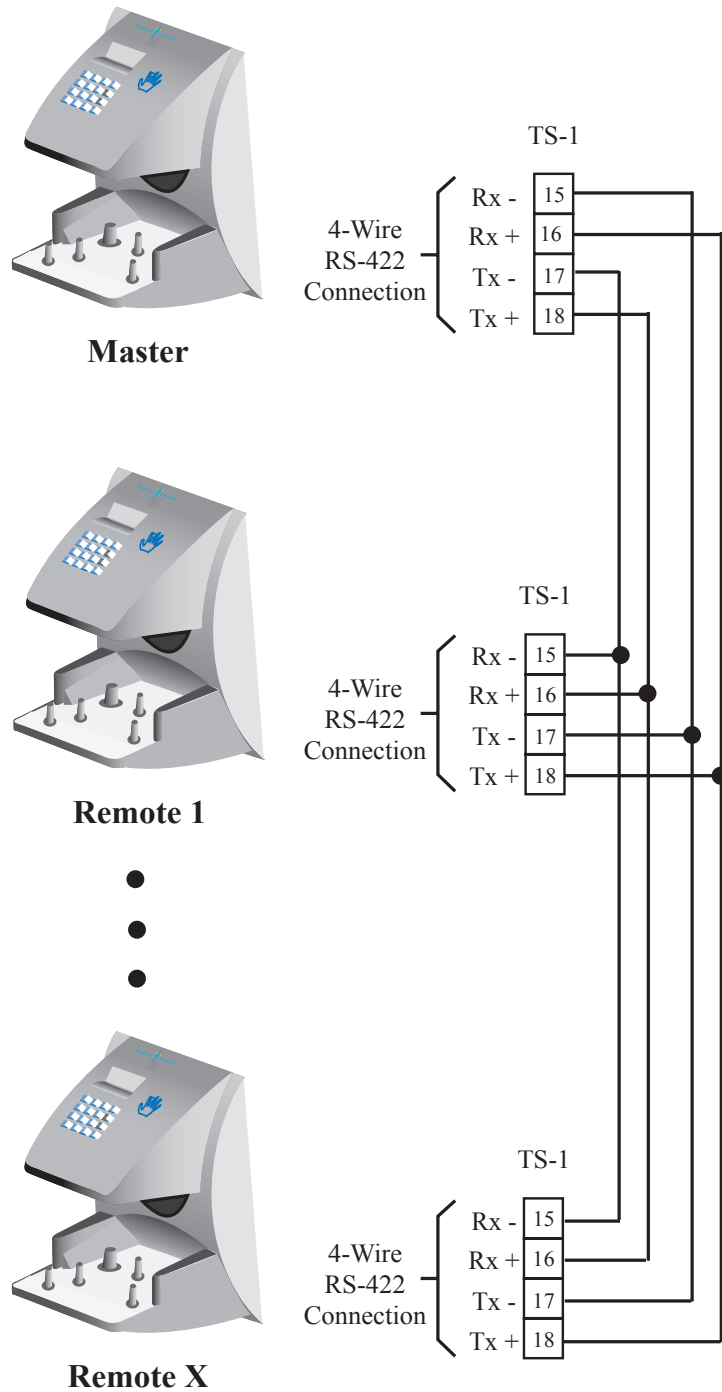 TS-1
4-Wire
RS-422
Connection
Rx - 15
Rx + 16
Tx - 17
Tx + 18
Master
TS-1
4-Wire
RS-422
Connection
Rx - 15
Rx + 16
Tx - 17
Tx + 18
Remote 1
TS-1
4-Wire
RS-422
Connection
Rx - 15
Rx + 16
Tx - 17
Tx + 18
Remote X